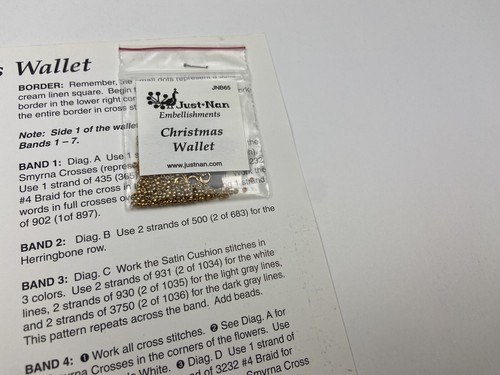 s Wallet
BORDER: Remember,
cream linen square. Begin
border in the lower right cor
the entire border in cross st
Note: Side 1 of the wallet
Bands 1 – 7.
BAND 1: Diag. A Use 1 s
Smyrna Crosses (repres
Use 1 strand of 435 (365
#4 Braid for the cross
words in full crosses ov
of 902 (1of 897).
JNB65
Just•Nan
Embellishments
Christmas
Wallet
www.justnan.com
BAND 2: Diag. B Use 2 strands of 500 (2 of 683) for the
Herringbone row.
BAND 3: Diag. C Work the Satin Cushion stitches in
3 colors. Use 2 strands of 931 (2 of 1034) for the white
lines, 2 strands of 930 (2 of 1035) for the light gray lines,
and 2 strands of 3750 (2 of 1036) for the dark gray lines.
This pattern repeats across the band. Add beads.
BAND 4: ❶ Work all cross stitches. ❷ See Diag. A for
yrna Crosses in the corners of the flowers. Use
's White. ❸ Diag. D Use 1 strand of
of 3232 #4 Braid for
Smyrna Cross